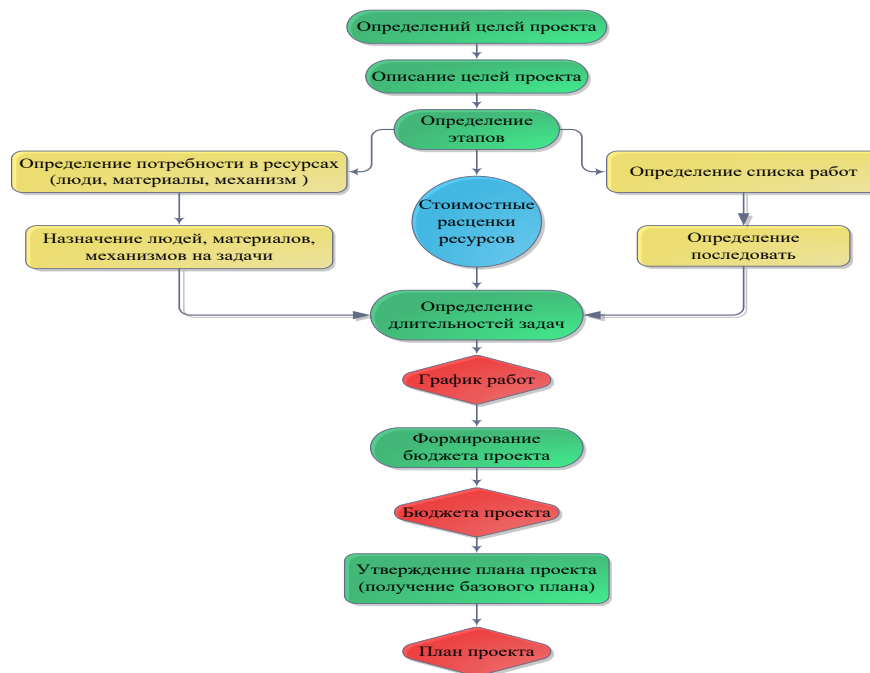 Определений целей проекта
Описание целей проекта
Определение
этапов
Определение потребности в ресурсах
(люди, материалы, механизм )
Стоимостные
расценки
ресурсов
Определение списка работ
Назначение людей, материалов,
механизмов на задачи
Определение
последовать
Определение
длительностей задач
График работ
Формирование
бюджета проекта
Бюджета проекта
Утверждение плана проекта
(получение базового плана)
План проекта